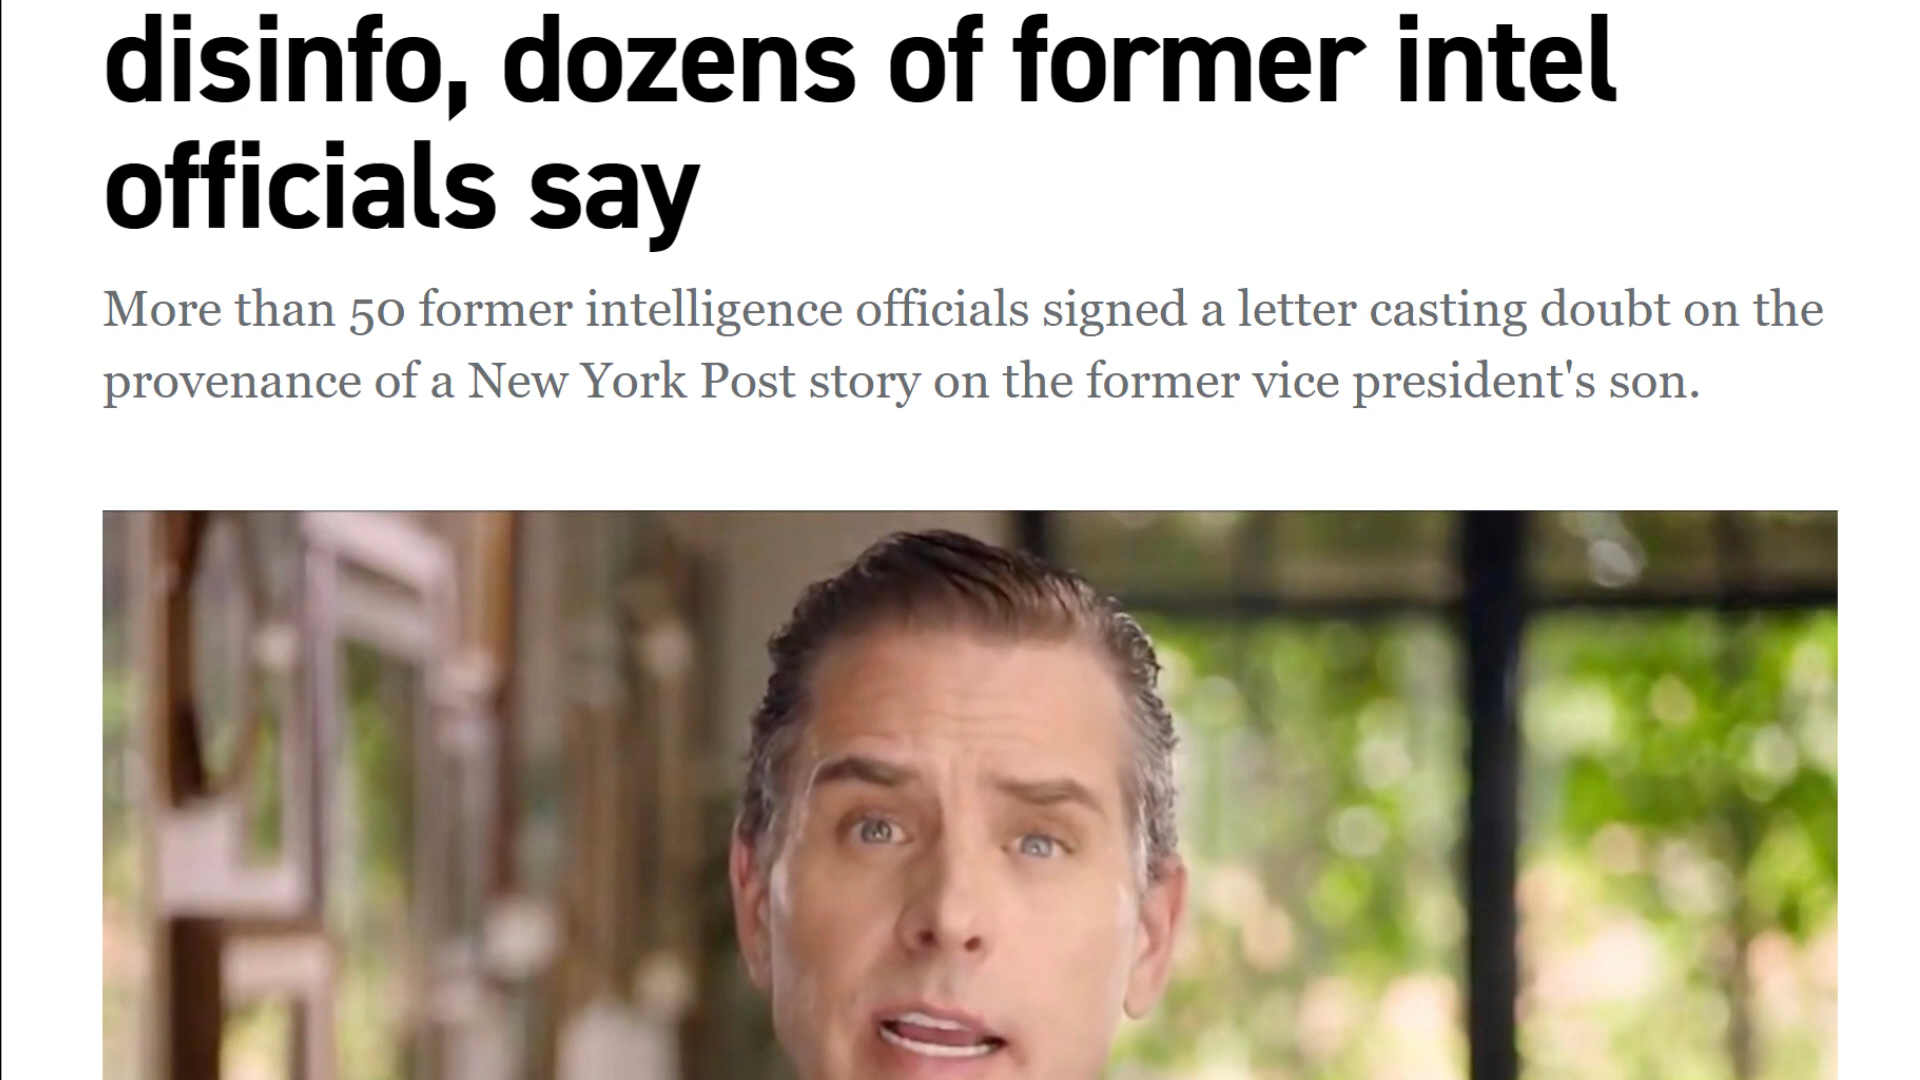 disinfo, dozens of former intel
officials say
More than 50 former intelligence officials signed a letter casting doubt on the
provenance of a New York Post story on the former vice president's son.